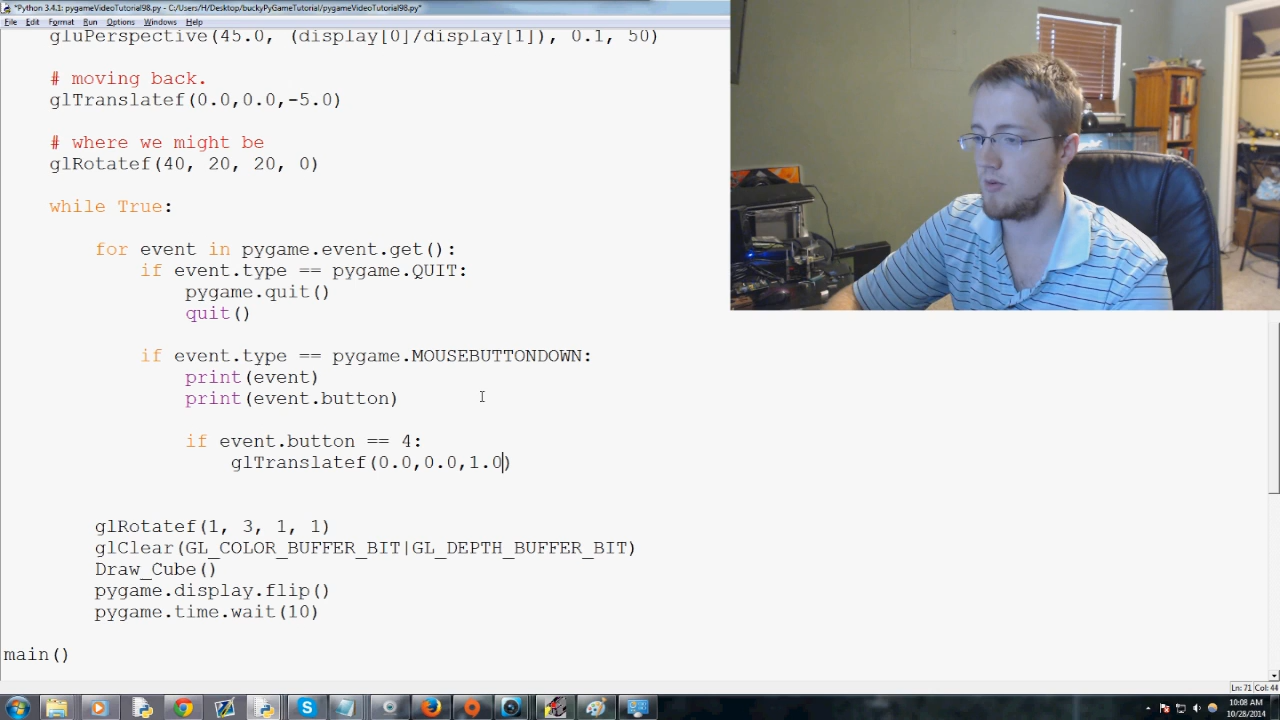 *Python 3.4.1: pygameVideoTutorial98.py - C:/Users/H/Desktop/buckyPyGameTutorial/pygameVideoTutorial98.py*
File Edit Format Run Options Windows Help
gluPerspective(45.0, (display[0]/display[1]), 0.1, 50)
# moving back.
glTranslatef(0.0,0.0,-5.0)
# where we might be
glRotatef(40, 20, 20, 0)
while True:
for event in pygame.event.get():
if event.type == pygame.QUIT:
pygame.quit()
quit()
if event.type == pygame.MOUSEBUTTONDOWN:
print(event)
print(event.button)
if event.button == 4:
glTranslatef(0.0,0.0,1.0)
glRotatef(1, 3, 1, 1)
glClear(GL_COLOR_BUFFER_BIT|GL_DEPTH_BUFFER_BIT)
Draw_Cube()
pygame.display.flip()
pygame.time.wait(10)
main()
Ln: 71 Col: 44
10:08 AM
10/28/2014